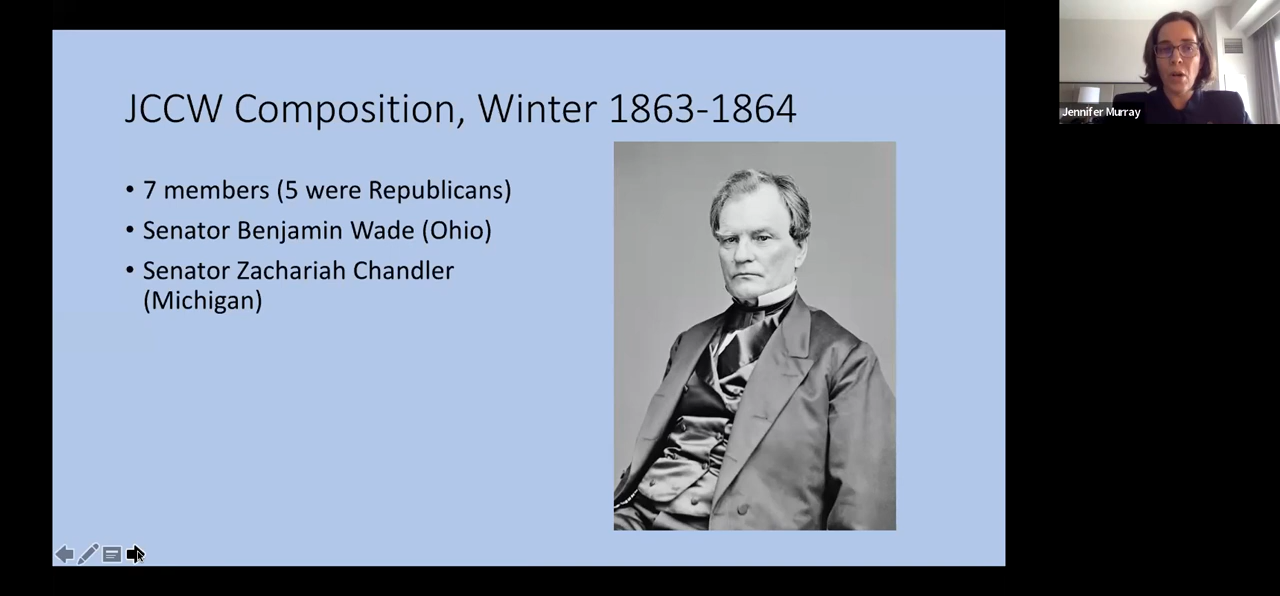 JCCW Composition, Winter 1863-1864
• 7 members (5 were Republicans)
• Senator Benjamin Wade (Ohio)
• Senator Zachariah Chandler
(Michigan)
Jennifer Murray